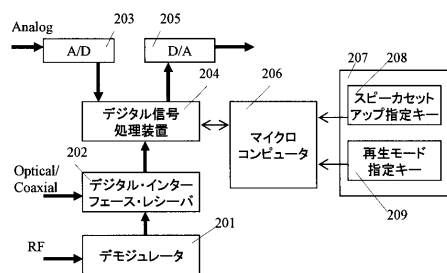 Analog
203
A/D
205
D/A
204
デジタル信号
処理装置
206
マイクロ
コンピュータ
207
208
スピーカセット
アップ指定キー
再生モード
指定キー
209
Optical/
Coaxial
202
デジタル・インター
フェース・レシーバ
201
RF
デモジュレータ